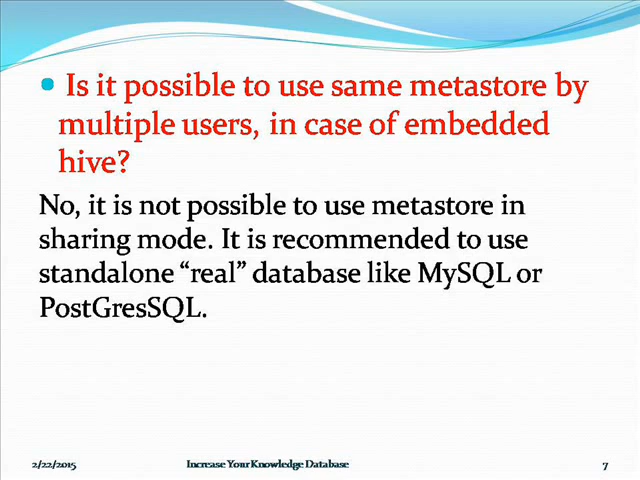 Is it possible to use same metastore by
multiple users, in case of embedded
hive?
No, it is not possible to use metastore in
sharing mode. It is recommended to use
standalone “real” database like MySQL or
PostGresSQL.
2/22/2015 Increase Your Knowledge Database 7